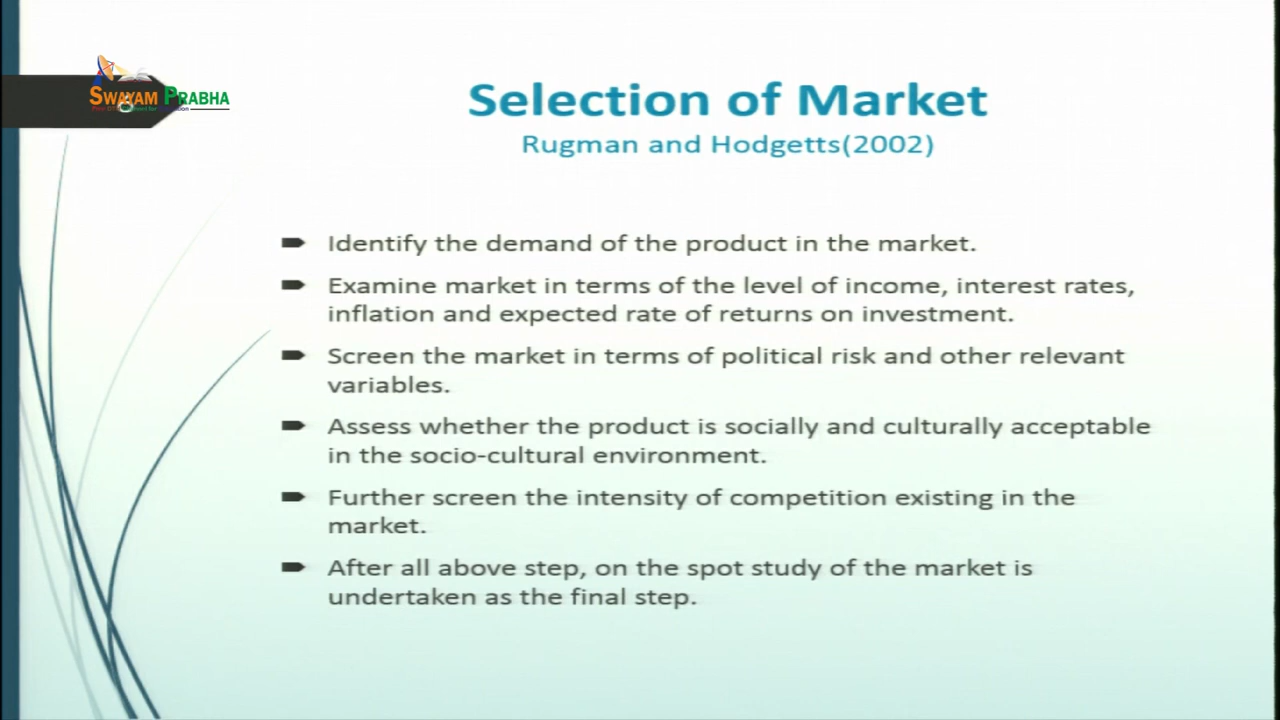 SWAYAM PRABHA
Selection of Market
Rugman and Hodgetts(2002)
Identify the demand of the product in the market.
Examine market in terms of the level of income, interest rates,
inflation and expected rate of returns on investment.
Screen the market in terms of political risk and other relevant
variables.
Assess whether the product is socially and culturally acceptable
in the socio-cultural environment.
Further screen the intensity of competition existing in the
market.
After all above step, on the spot study of the market is
undertaken as the final step.